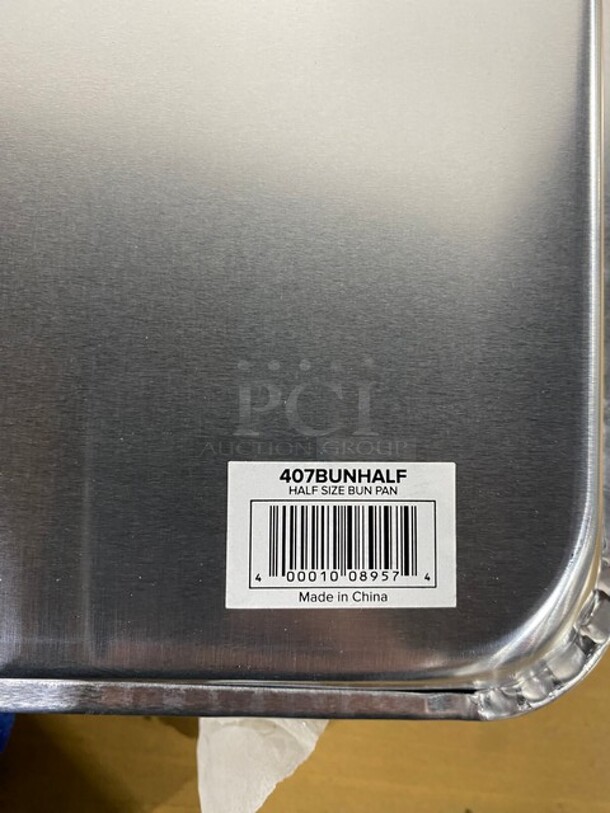 PCI
AUCTION GROUP
407BUNHALF
HALF SIZE BUN PAN
4 00010 08957 4
Made in China